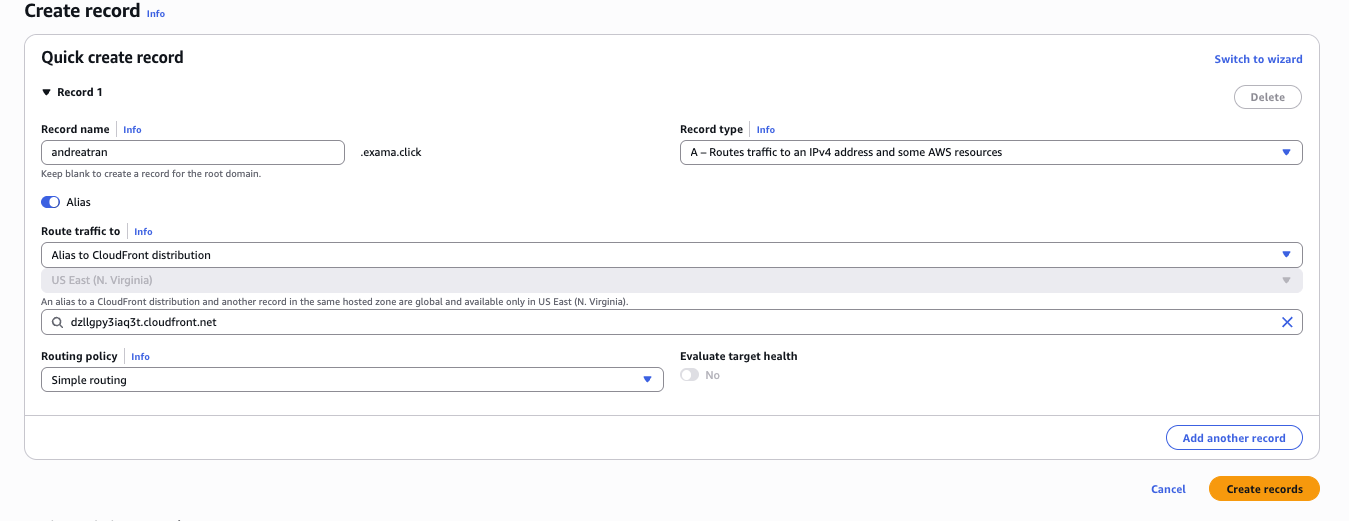 Create record Info
Quick create record
Switch to wizard
Record 1
Delete
Record name Info
Record type Info
andreatran .exama.click
A – Routes traffic to an IPv4 address and some AWS resources
Keep blank to create a record for the root domain.
Alias
Route traffic to Info
Alias to CloudFront distribution
US East (N. Virginia)
An alias to a CloudFront distribution and another record in the same hosted zone are global and available only in US East (N. Virginia).
dzllgpy3iaq3t.cloudfront.net
Routing policy Info
Evaluate target health
Simple routing
No
Add another record
Cancel
Create records